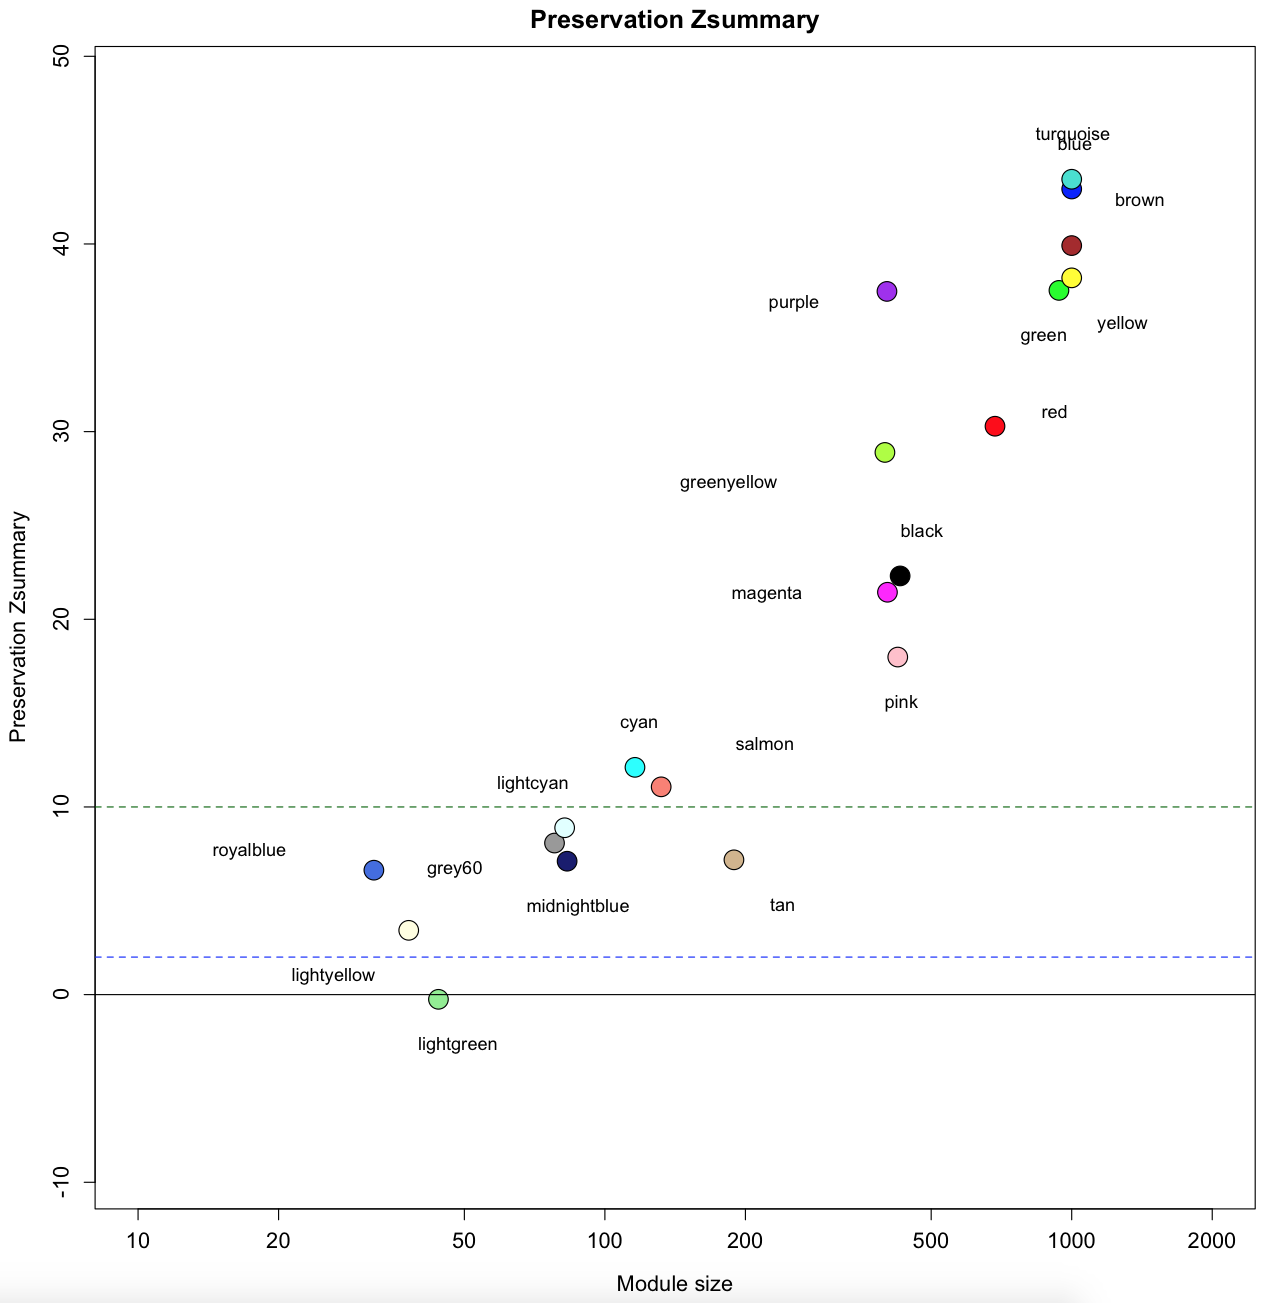 Preservation Zsummary
50
turquoise
blue
brown
40
purple
yellow
green
30
red
greenyellow
black
magenta
20
pink
cyan
salmon
lightcyan
10
royalblue
grey60
midnightblue
tan
lightyellow
0
lightgreen
-10
Preservation Zsummary
10 20 50 100 200 500 1000 2000
Module size